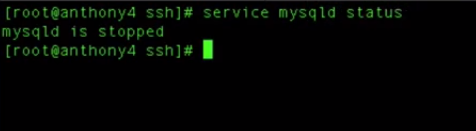 [root@anthony4 ssh]# service mysqld status
mysqld is stopped
[root@anthony4 ssh]#